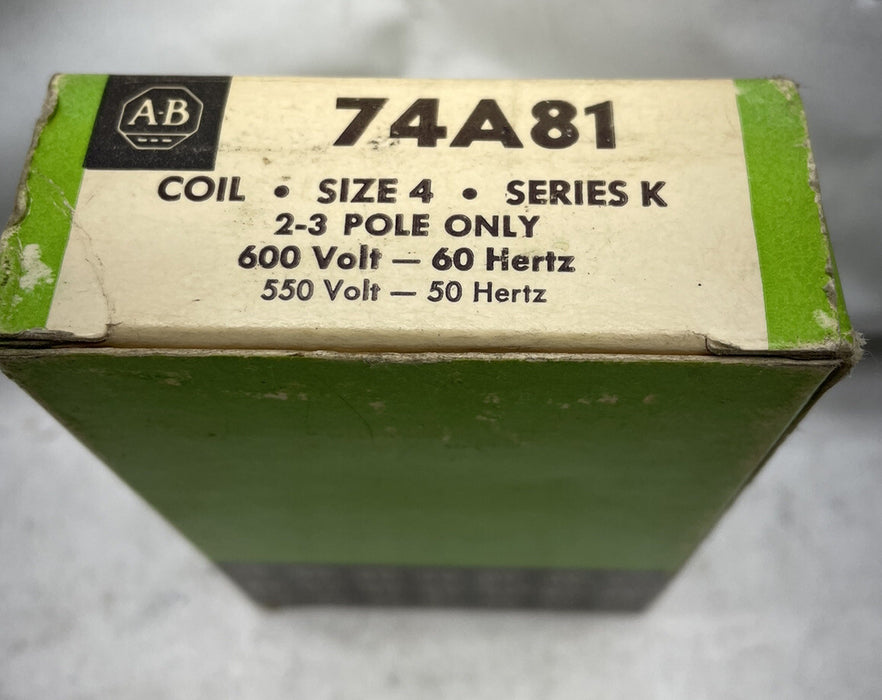 A-B
74A81
COIL • SIZE 4 • SERIES K
2-3 POLE ONLY
600 Volt — 60 Hertz
550 Volt — 50 Hertz